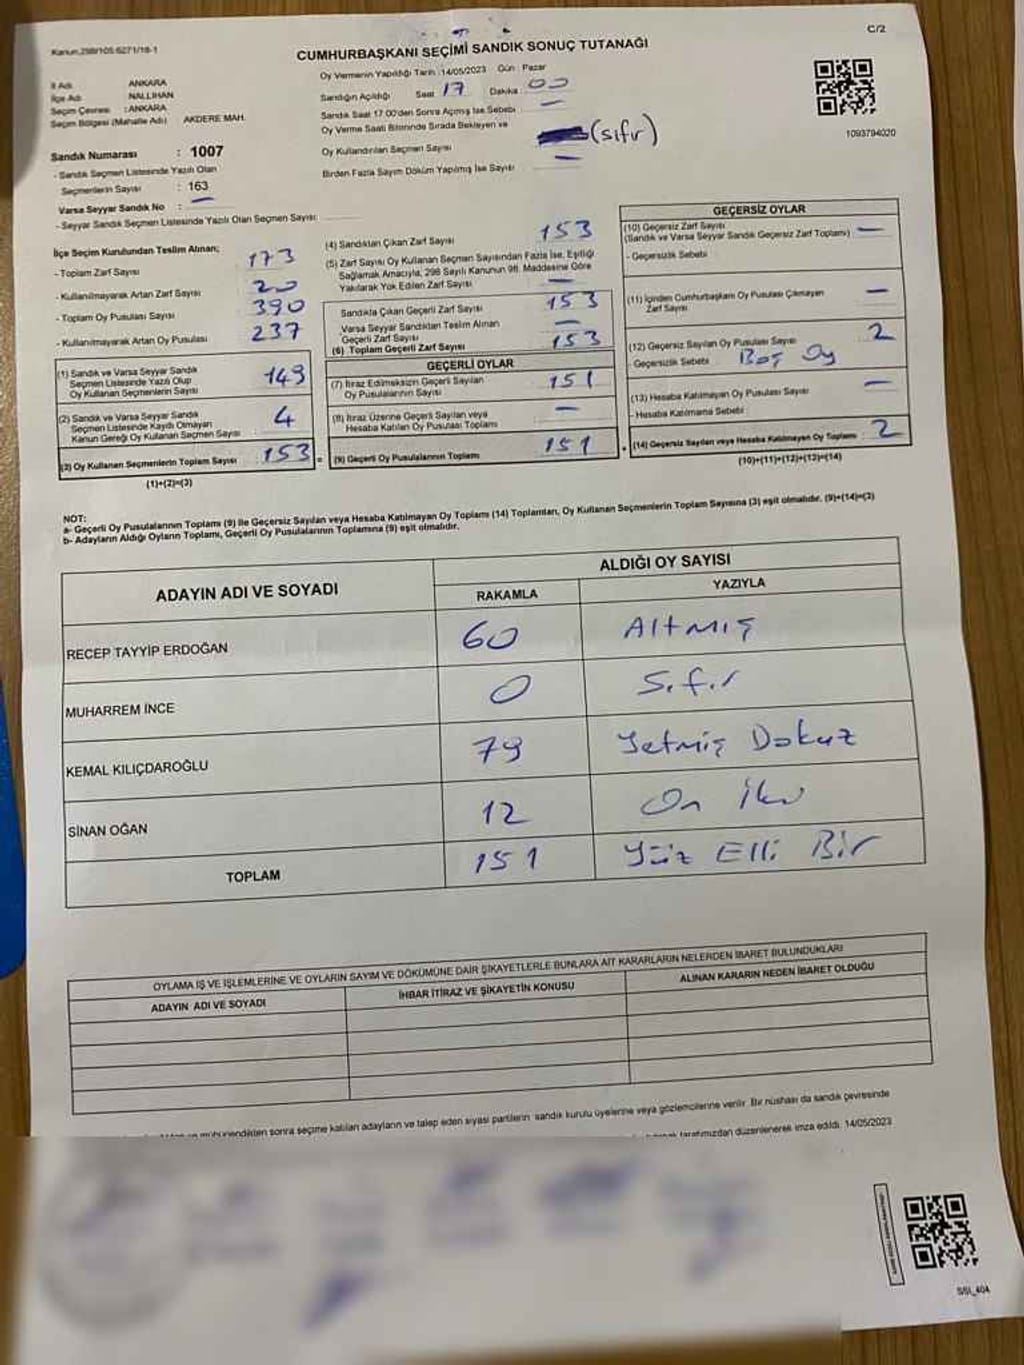 Kanun.298/105 6271/18-1
C/2
CUMHURBAŞKANI SEÇİMİ SANDIK SONUÇ TUTANAĞI
İl Adı ANKARA
İlçe Adı NALLIHAN
Seçim Çevresi : ANKARA
Seçim Bölgesi (Mahalle Adı) AKDERE MAH.
Sandık Numarası : 1007
- Sandık Seçmen Listesinde Yazılı Olan
Seçmenlerin Sayısı : 163
Varsa Seyyar Sandık No : —
- Seyyar Sandık Seçmen Listesinde Yazılı Olan Seçmen Sayısı:
Oy Vermenin Yapıldığı Tarih :14/05/2023 Gün : Pazar
Sandığın Açıldığı Saat 17 Dakika : 00
Sandık Saat 17:00'den Sonra Açmış İse Sebebi : —
Oy Verme Saati Bitiminde Sırada Bekleyen ve
Oy Kullandırılan Seçmen Sayısı (sıfır)
Birden Fazla Sayım Döküm Yapılmış İse Sayısı —
1093794020
İlçe Seçim Kurulundan Teslim Alınan;
- Toplam Zarf Sayısı 173
- Kullanılmayarak Artan Zarf Sayısı 20
- Toplam Oy Pusulası Sayısı 390
- Kullanılmayarak Artan Oy Pusulası 237
(1) Sandık ve Varsa Seyyar Sandık
Seçmen Listesinde Yazılı Olup
Oy Kullanan Seçmenlerin Sayısı 149
(2) Sandık ve Varsa Seyyar Sandık
Seçmen Listesinde Kaydı Olmayan
Kanun Gereği Oy Kullanan Seçmen Sayısı 4
(3) Oy Kullanan Seçmenlerin Toplam Sayısı 153 =
(1)+(2)=(3)
(4) Sandıktan Çıkan Zarf Sayısı 153
(5) Zarf Sayısı Oy Kullanan Seçmen Sayısından Fazla İse, Eşitliği
Sağlamak Amacıyla, 298 Sayılı Kanunun 98. Maddesine Göre
Yakılarak Yok Edilen Zarf Sayısı —
Sandıkta Çıkan Geçerli Zarf Sayısı 153
Varsa Seyyar Sandıktan Teslim Alınan
Geçerli Zarf Sayısı —
(6) Toplam Geçerli Zarf Sayısı 153
GEÇERLİ OYLAR
(7) İtiraz Edilmeksizin Geçerli Sayılan
Oy Pusulalarının Sayısı 151
(8) İtiraz Üzerine Geçerli Sayılan veya
Hesaba Katılan Oy Pusulası Toplamı —
(9) Geçerli Oy Pusulalarının Toplamı 151 +
GEÇERSİZ OYLAR
(10) Geçersiz Zarf Sayısı
(Sandık ve Varsa Seyyar Sandık Geçersiz Zarf Toplamı) —
- Geçersizlik Sebebi
(11) İçinden Cumhurbaşkanı Oy Pusulası Çıkmayan
Zarf Sayısı —
(12) Geçersiz Sayılan Oy Pusulası Sayısı 2
- Geçersizlik Sebebi Boş Oy
(13) Hesaba Katılmayan Oy Pusulası Sayısı —
- Hesaba Katılmama Sebebi
(14) Geçersiz Sayılan veya Hesaba Katılmayan Oy Toplamı 2
(10)+(11)+(12)+(13)=(14)
NOT:
a- Geçerli Oy Pusulalarının Toplamı (9) ile Geçersiz Sayılan veya Hesaba Katılmayan Oy Toplamı (14) Toplamları, Oy Kullanan Seçmenlerin Toplam Sayısına (3) eşit olmalıdır. (9)+(14)=(3)
b- Adayların Aldığı Oyların Toplamı, Geçerli Oy Pusulalarının Toplamına (9) eşit olmalıdır.
ADAYIN ADI VE SOYADI ALDIĞI OY SAYISI
RAKAMLA YAZIYLA
RECEP TAYYİP ERDOĞAN 60 Altmış
MUHARREM İNCE 0 Sıfır
KEMAL KILIÇDAROĞLU 79 Yetmiş Dokuz
SİNAN OĞAN 12 On İki
TOPLAM 151 Yüz Elli Bir
OYLAMA İŞ VE İŞLEMLERİNE VE OYLARIN SAYIM VE DÖKÜMÜNE DAİR ŞİKAYETLERLE BUNLARA AİT KARARLARIN NELERDEN İBARET BULUNDUKLARI
ADAYIN ADI VE SOYADI İHBAR İTİRAZ VE ŞİKAYETİN KONUSU ALINAN KARARIN NEDEN İBARET OLDUĞU
sonra seçime katılan adayların ve talep eden siyasi partilerin sandık kurulu üyelerine veya gözlemcilerine verilir. Bir nüshası da sandık çevresinde
tarafımızdan düzenlenerek imza edildi. 14/05/2023